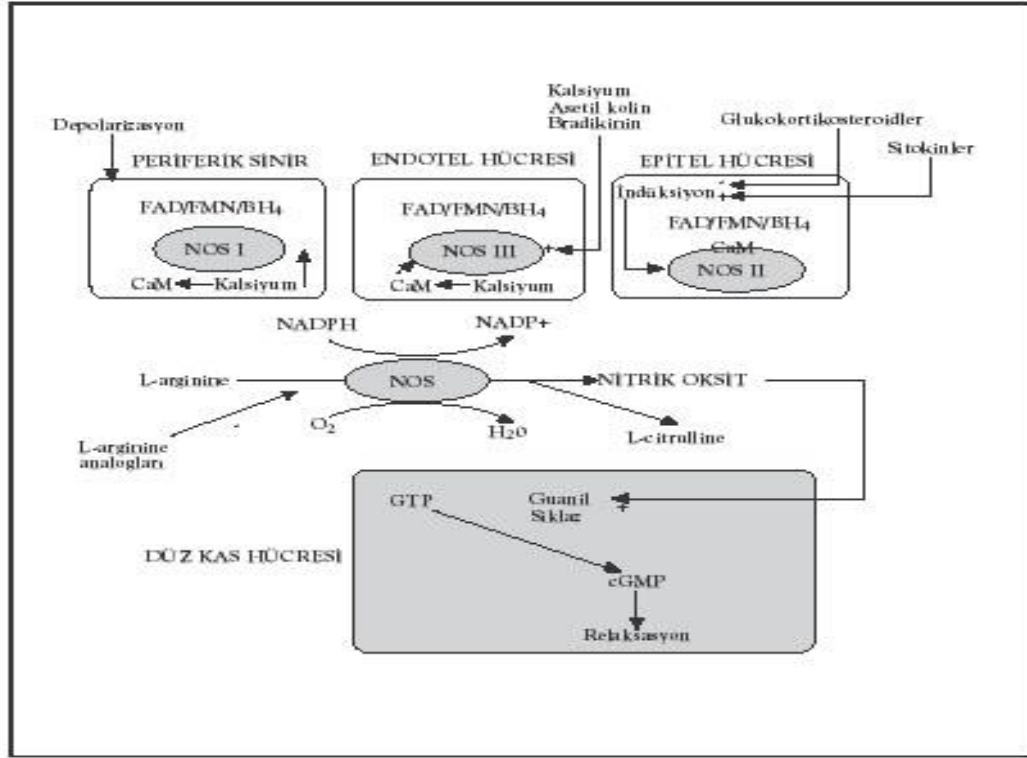 Kalsiyum
Asetil kolin
Bradikinin
Depolarizasyon
Glukokortikosteroidler
Sitokinler
PERİFERİK SİNİR
ENDOTEL HÜCRESİ
EPİTEL HÜCRESİ
FAD/FMN/BH4
NOS I
CaM
Kalsiyum
FAD/FMN/BH4
NOS III
+
CaM
Kalsiyum
İndüksiyon
-
+
FAD/FMN/BH4
CaM
NOS II
NADPH
NADP+
L-arginine
NOS
NİTRİK OKSİT
O2
H2O
L-citrulline
L-arginine
analogları
-
GTP
Guanil
Siklaz
+
DÜZ KAS HÜCRESİ
cGMP
Relaksasyon